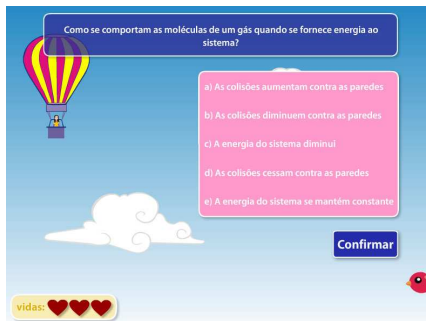 Como se comportam as moléculas de um gás quando se fornece energia ao
sistema?
a) As colisões aumentam contra as paredes
b) As colisões diminuem contra as paredes
c) A energia do sistema diminui
d) As colisões cessam contra as paredes
e) A energia do sistema se mantém constante
Confirmar
vidas: